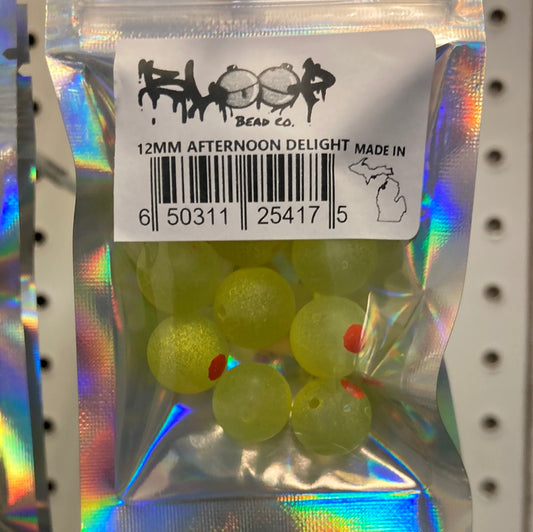 BLOOP
BEAD CO.
12MM AFTERNOON DELIGHT MADE IN
6 50311 25417 5